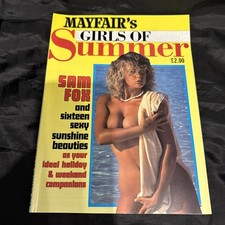 MAYFAIR's
GIRLS OF
Summer
£2.00
SAM
FOX
and
sixteen
sexy
sunshine
beauties
as your
ideal holiday
& weekend
companions